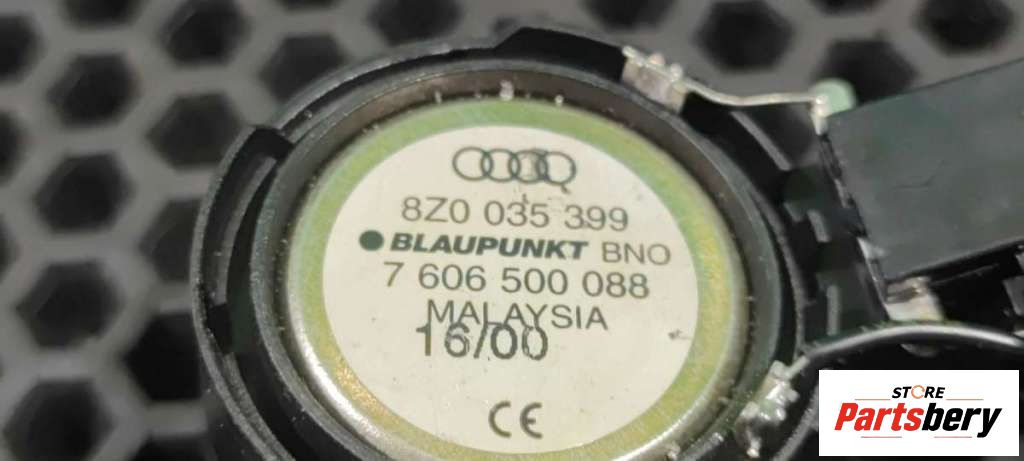 8Z0 035 399
BLAUPUNKT BNO
7 606 500 088
MALAYSIA
16/00
CE
STORE
Partsbery